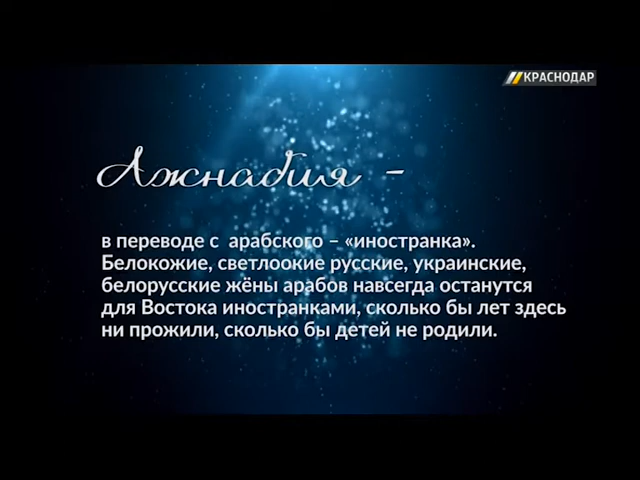 КРАСНОДАР
Ажнабия -
в переводе с арабского – «иностранка».
Белокожие, светлоокие русские, украинские,
белорусские жёны арабов навсегда останутся
для Востока иностранками, сколько бы лет здесь
ни прожили, сколько бы детей не родили.